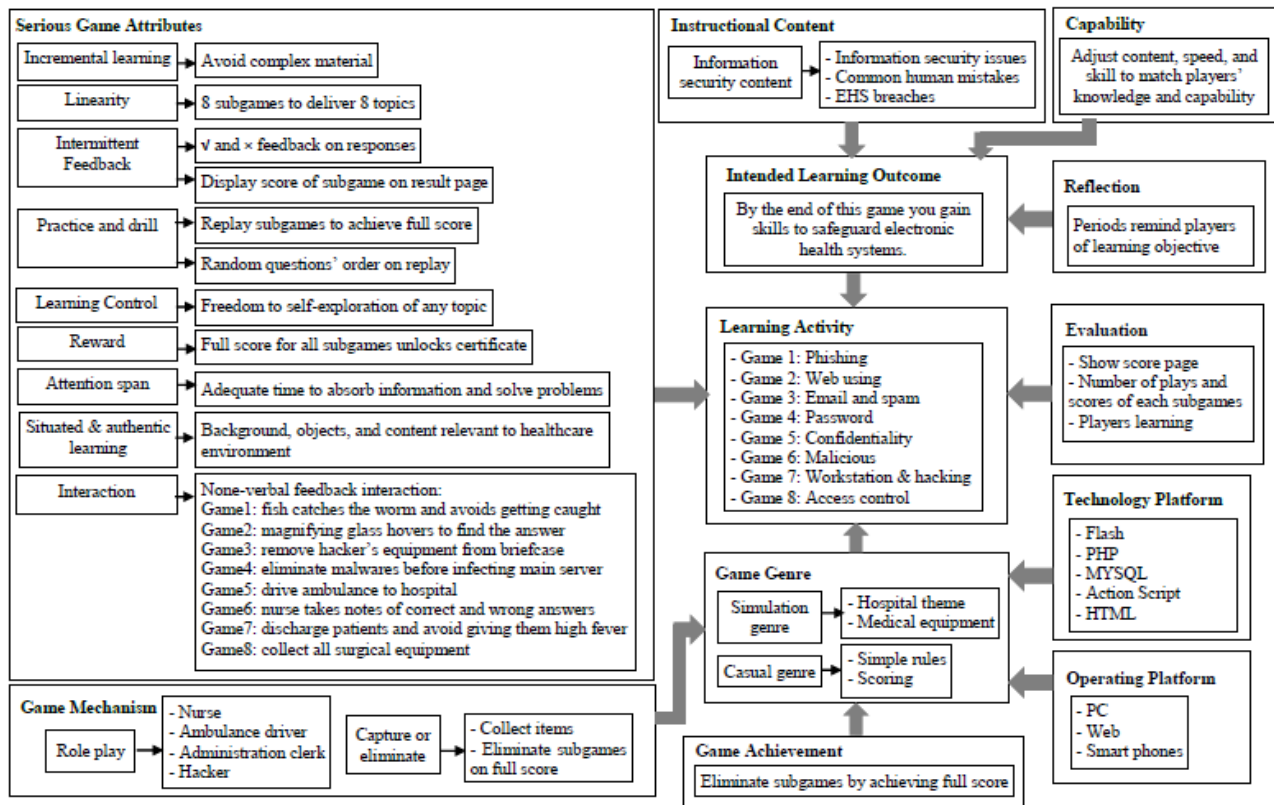 Serious Game Attributes
Incremental learning
Avoid complex material
Linearity
8 subgames to deliver 8 topics
Intermittent
Feedback
√ and × feedback on responses
Display score of subgame on result page
Practice and drill
Replay subgames to achieve full score
Random questions' order on replay
Learning Control
Freedom to self-exploration of any topic
Reward
Full score for all subgames unlocks certificate
Attention span
Adequate time to absorb information and solve problems
Situated & authentic
learning
Background, objects, and content relevant to healthcare
environment
Interaction
None-verbal feedback interaction:
Game1: fish catches the worm and avoids getting caught
Game2: magnifying glass hovers to find the answer
Game3: remove hacker's equipment from briefcase
Game4: eliminate malwares before infecting main server
Game5: drive ambulance to hospital
Game6: nurse takes notes of correct and wrong answers
Game7: discharge patients and avoid giving them high fever
Game8: collect all surgical equipment
Game Mechanism
Role play
- Nurse
- Ambulance driver
- Administration clerk
- Hacker
Capture or
eliminate
- Collect items
- Eliminate subgames
on full score
Instructional Content
Information
security content
- Information security issues
- Common human mistakes
- EHS breaches
Capability
Adjust content, speed, and
skill to match players'
knowledge and capability
Intended Learning Outcome
By the end of this game you gain
skills to safeguard electronic
health systems.
Reflection
Periods remind players
of learning objective
Learning Activity
- Game 1: Phishing
- Game 2: Web using
- Game 3: Email and spam
- Game 4: Password
- Game 5: Confidentiality
- Game 6: Malicious
- Game 7: Workstation & hacking
- Game 8: Access control
Evaluation
- Show score page
- Number of plays and
scores of each subgames
- Players learning
Technology Platform
- Flash
- PHP
- MYSQL
- Action Script
- HTML
Game Genre
Simulation
genre
- Hospital theme
- Medical equipment
Casual genre
- Simple rules
- Scoring
Operating Platform
- PC
- Web
- Smart phones
Game Achievement
Eliminate subgames by achieving full score